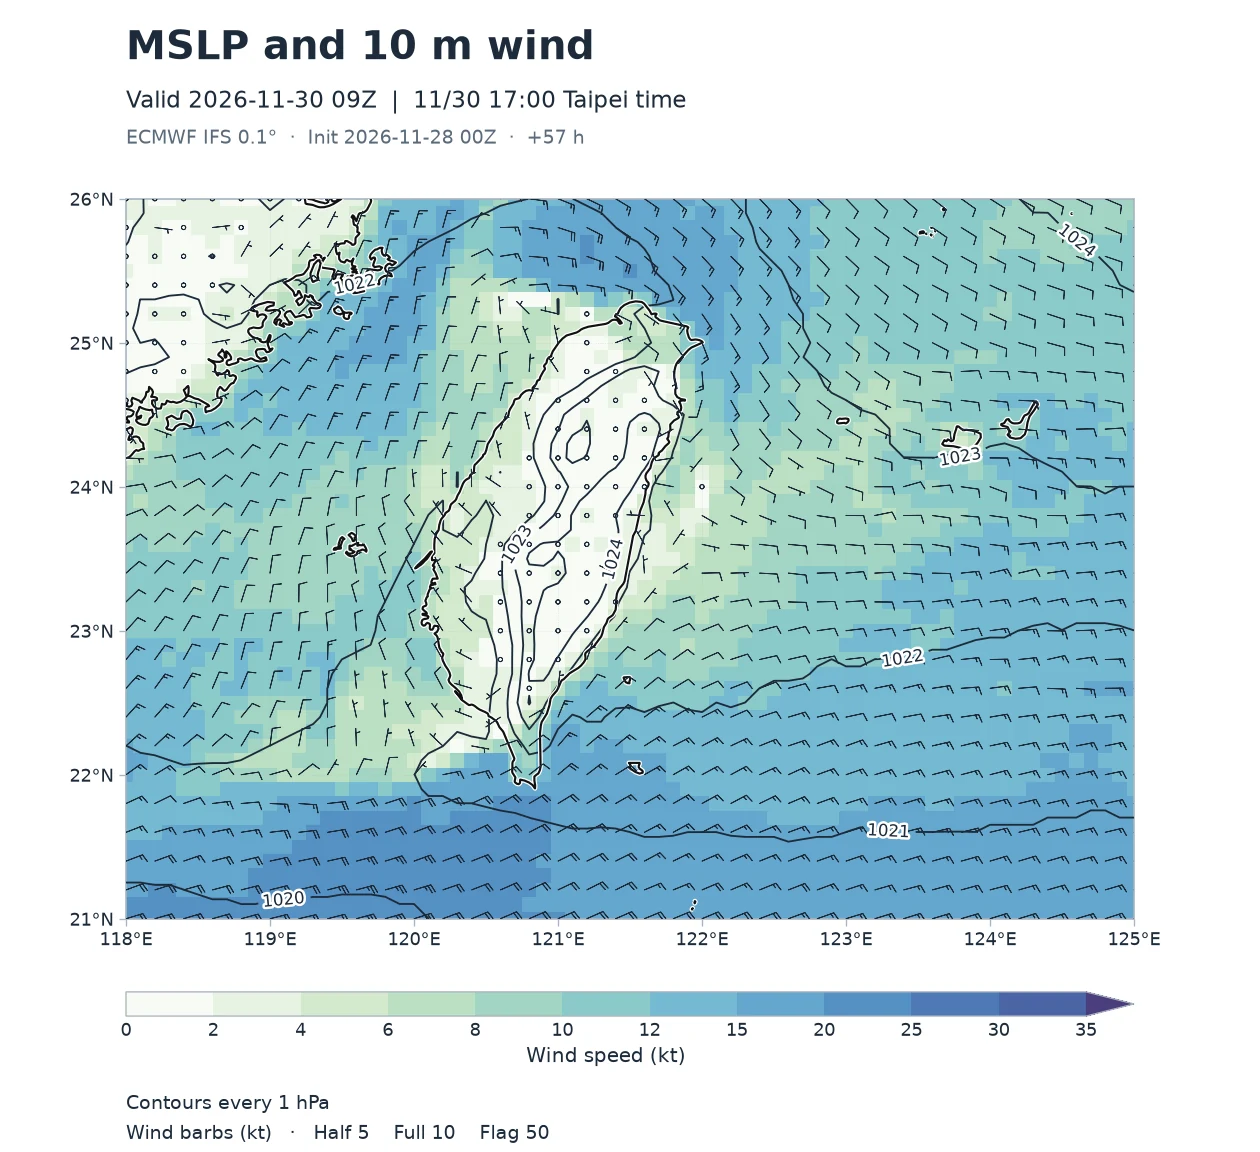 MSLP and 10 m wind
Valid 2026-11-30 09Z | 11/30 17:00 Taipei time
ECMWF IFS 0.1° · Init 2026-11-28 00Z · +57 h
26°N
25°N
24°N
23°N
22°N
21°N
1022
1024
1023
1023
1024
1022
1021
1020
118°E 119°E 120°E 121°E 122°E 123°E 124°E 125°E
0 2 4 6 8 10 12 15 20 25 30 35
Wind speed (kt)
Contours every 1 hPa
Wind barbs (kt) · Half 5 Full 10 Flag 50